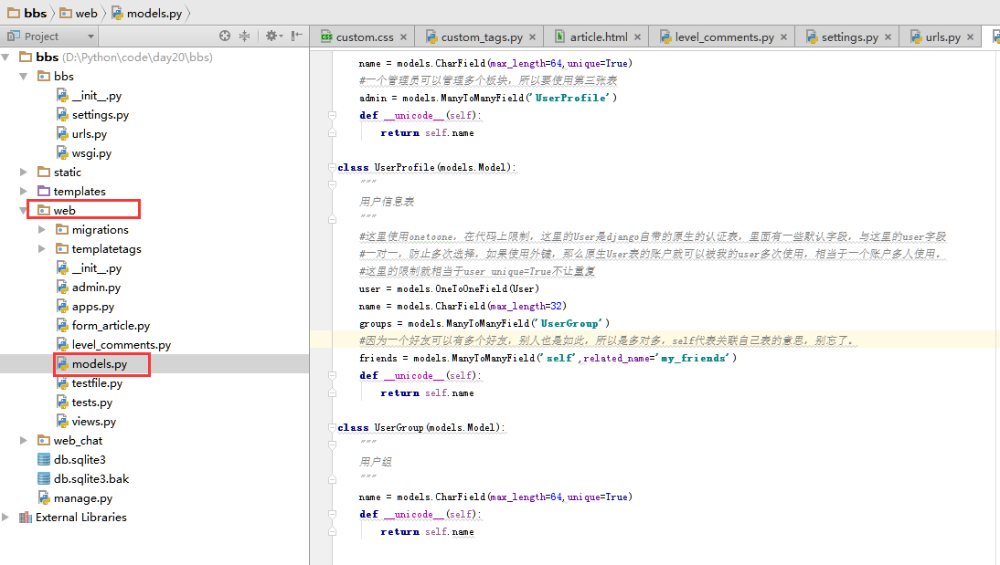 bbs web models.py
Project
custom.css custom_tags.py article.html level_comments.py settings.py urls.py
bbs (D:\Python\code\day20\bbs)
bbs
__init__.py
settings.py
urls.py
wsgi.py
static
templates
web
migrations
templatetags
__init__.py
admin.py
apps.py
form_article.py
level_comments.py
models.py
testfile.py
tests.py
views.py
web_chat
db.sqlite3
db.sqlite3.bak
manage.py
External Libraries
name = models.CharField(max_length=64,unique=True)
#一个管理员可以管理多个板块，所以要使用第三张表
admin = models.ManyToManyField('UserProfile')
def __unicode__(self):
return self.name
class UserProfile(models.Model):
"""
用户信息表
"""
#这里使用onetoone，在代码上限制，这里的User是django自带的原生的认证表，里面有一些默认字段，与这里的user字段
#一对一，防止多次选择，如果使用外键，那么原生User表的账户就可以被我的user多次使用，相当于一个账户多人使用。
#这里的限制就相当于user unique=True不让重复
user = models.OneToOneField(User)
name = models.CharField(max_length=32)
groups = models.ManyToManyField('UserGroup')
#因为一个好友可以有多个好友，别人也是如此，所以是多对多，self代表关联自己表的意思，别忘了。
friends = models.ManyToManyField('self',related_name='my_friends')
def __unicode__(self):
return self.name
class UserGroup(models.Model):
"""
用户组
"""
name = models.CharField(max_length=64,unique=True)
def __unicode__(self):
return self.name